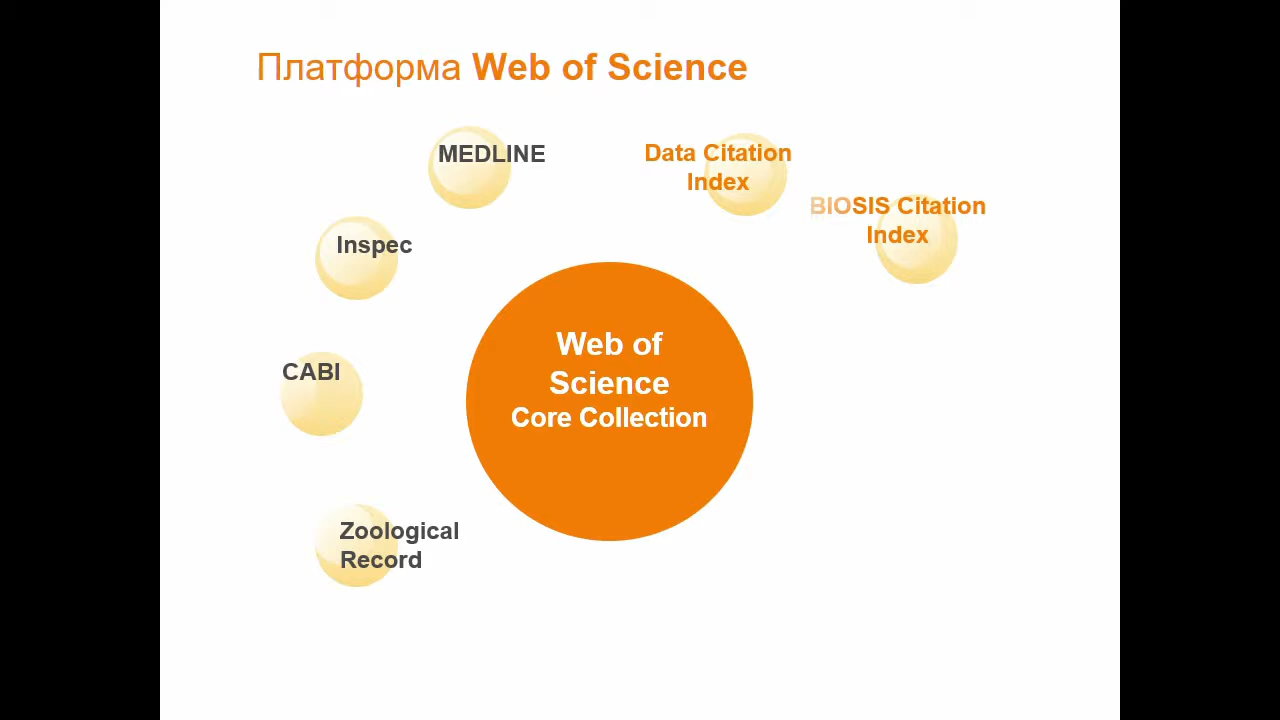 Платформа Web of Science
MEDLINE
Data Citation
Index
BIOSIS Citation
Index
Inspec
Web of
Science
Core Collection
CABI
Zoological
Record